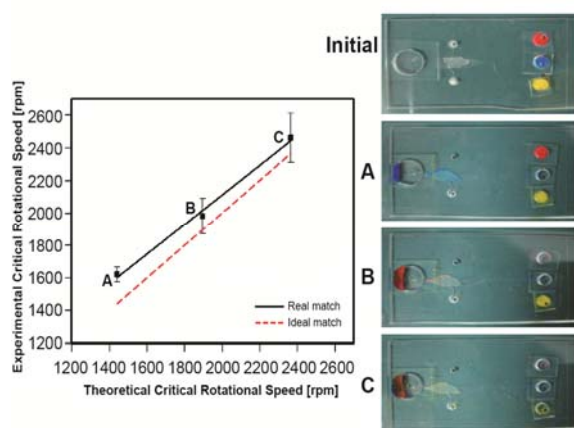 Initial
Experimental Critical Rotational Speed [rpm]
2600
2400
2200
2000
1800
1600
1400
1200
A
B
C
Real match
Ideal match
1200 1400 1600 1800 2000 2200 2400 2600
Theoretical Critical Rotational Speed [rpm]
A
B
C